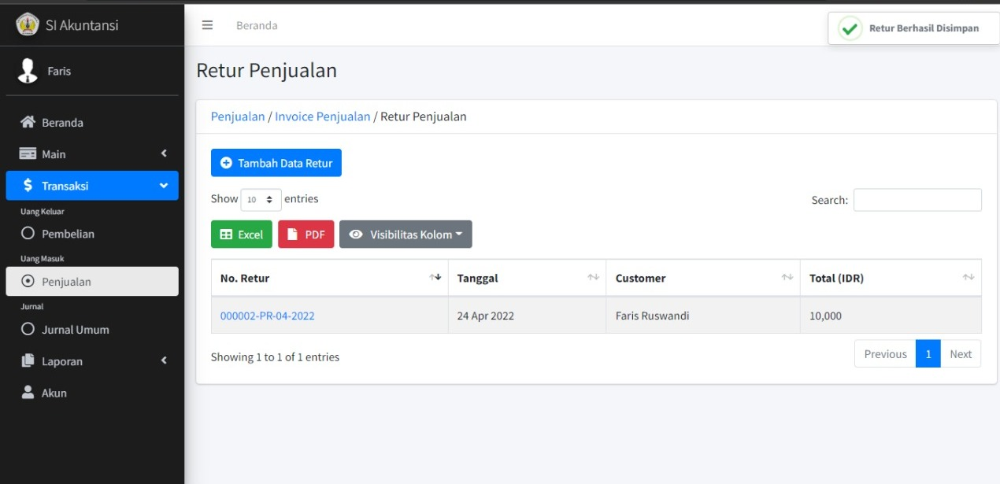 SI Akuntansi
Beranda
Retur Berhasil Disimpan
Faris
Retur Penjualan
Beranda
Main
Transaksi
Uang Keluar
Pembelian
Uang Masuk
Penjualan
Jurnal
Jurnal Umum
Laporan
Akun
Penjualan / Invoice Penjualan / Retur Penjualan
Tambah Data Retur
Show 10 entries
Search:
Excel PDF Visibilitas Kolom
No. Retur Tanggal Customer Total (IDR)
000002-PR-04-2022 24 Apr 2022 Faris Ruswandi 10,000
Showing 1 to 1 of 1 entries
Previous 1 Next